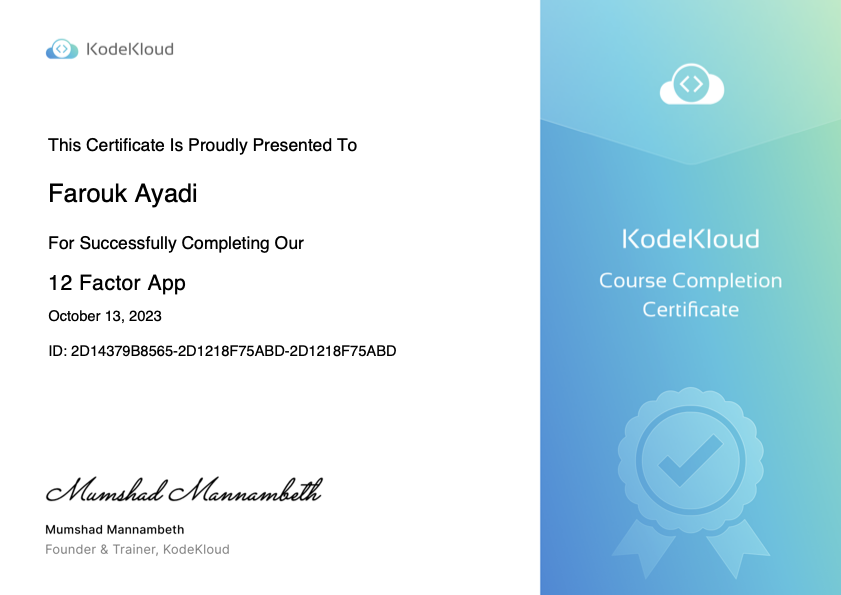 KodeKloud
This Certificate Is Proudly Presented To
Farouk Ayadi
For Successfully Completing Our
12 Factor App
October 13, 2023
ID: 2D14379B8565-2D1218F75ABD-2D1218F75ABD
Mumshad Mannambeth
Mumshad Mannambeth
Founder & Trainer, KodeKloud
KodeKloud
Course Completion
Certificate